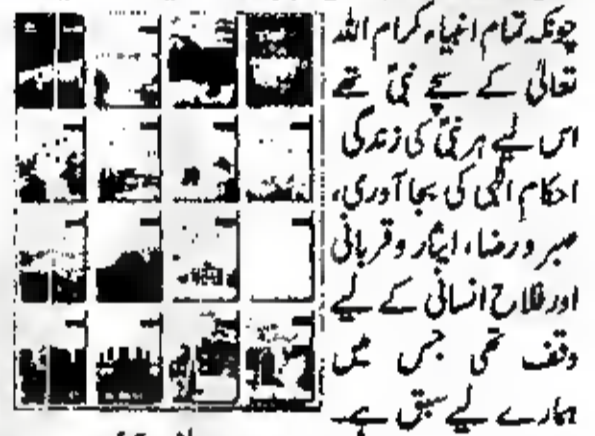 چونکہ تمام انبیاء کرام اللہ
تعالیٰ کے سچے نبیؑ تھے
اس لیے ہر نبیؑ کی زندگی
احکامِ الٰہی کی بجا آوری،
صبر و رضا، ایثار و قربانی
اور فلاحِ انسانی کے لیے
وقف تھی جس میں
ہمارے لیے سبق ہے۔